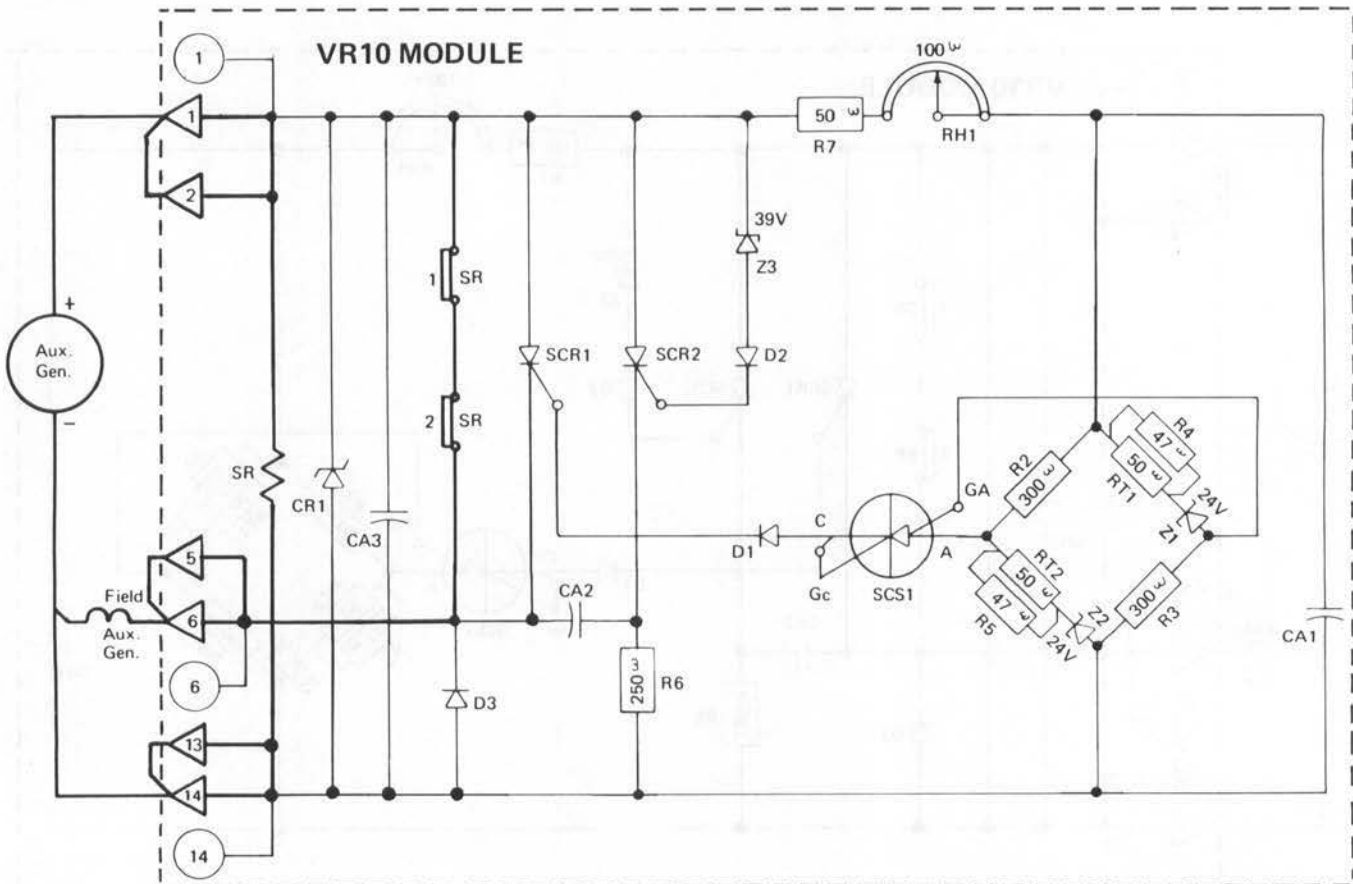 VR10 MODULE
1
1
2
100 ω
50 ω
R7
RH1
39V
Z3
+
Aux.
Gen.
−
1 SR
2 SR
SCR1
SCR2
D2
SR
CR1
CA3
R4
47 ω
50 ω
RT1
24V
Z1
R2
300 ω
GA
C
A
D1
Gc
SCS1
RT2
50 ω
47 ω
R5
Z2
24V
300 ω
R3
CA1
5
Field
6
Aux.
Gen.
CA2
6
D3
250 ω
R6
13
14
14